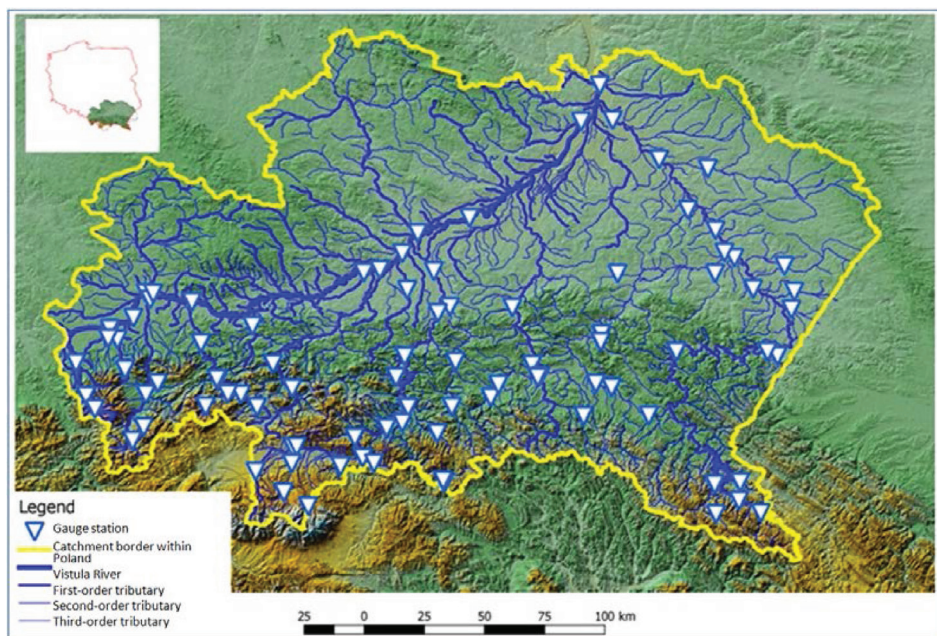 Legend
Gauge station
Catchment border within
Poland
Vistula River
First-order tributary
Second-order tributary
Third-order tributary
25 0 25 50 75 100 km